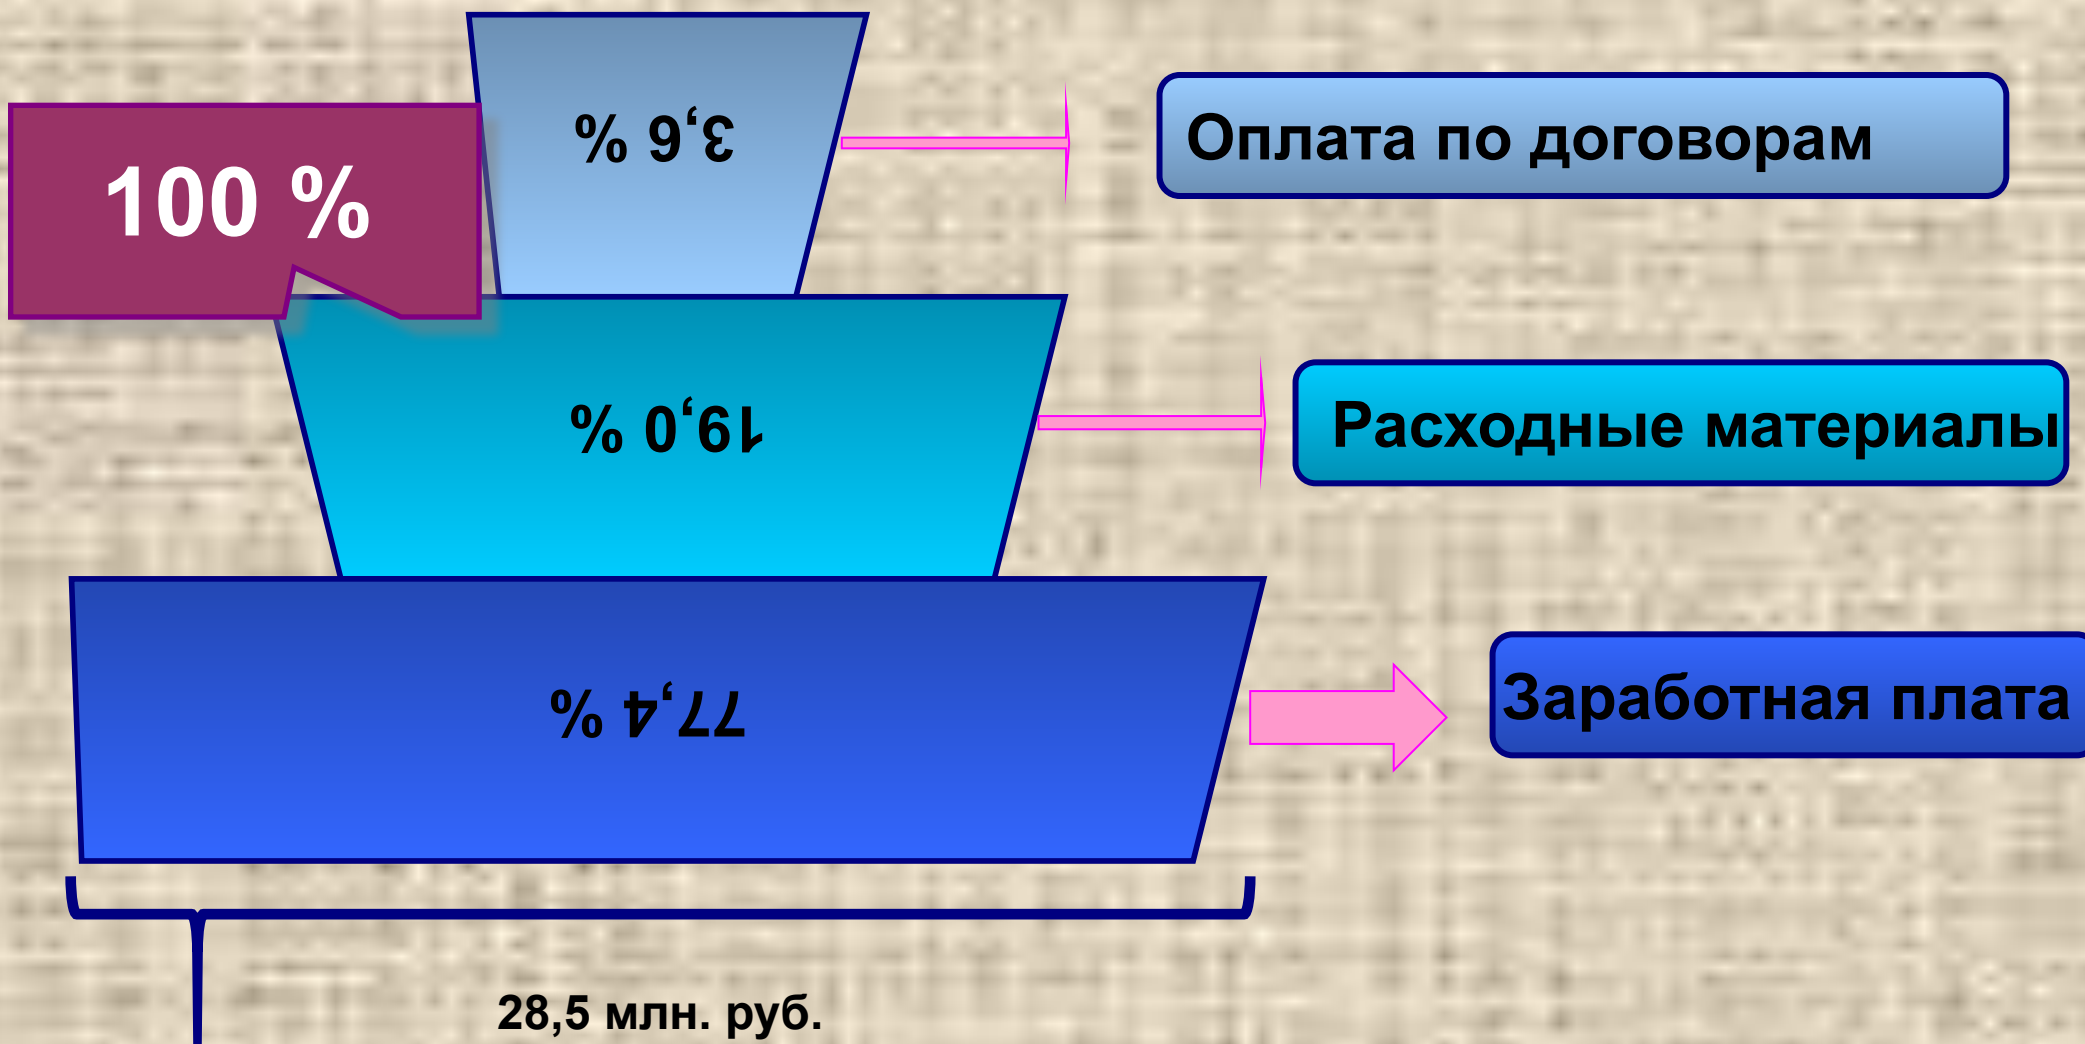 3,6 %
Оплата по договорам
100 %
19,0 %
Расходные материалы
77,4 %
Заработная плата
28,5 млн. руб.